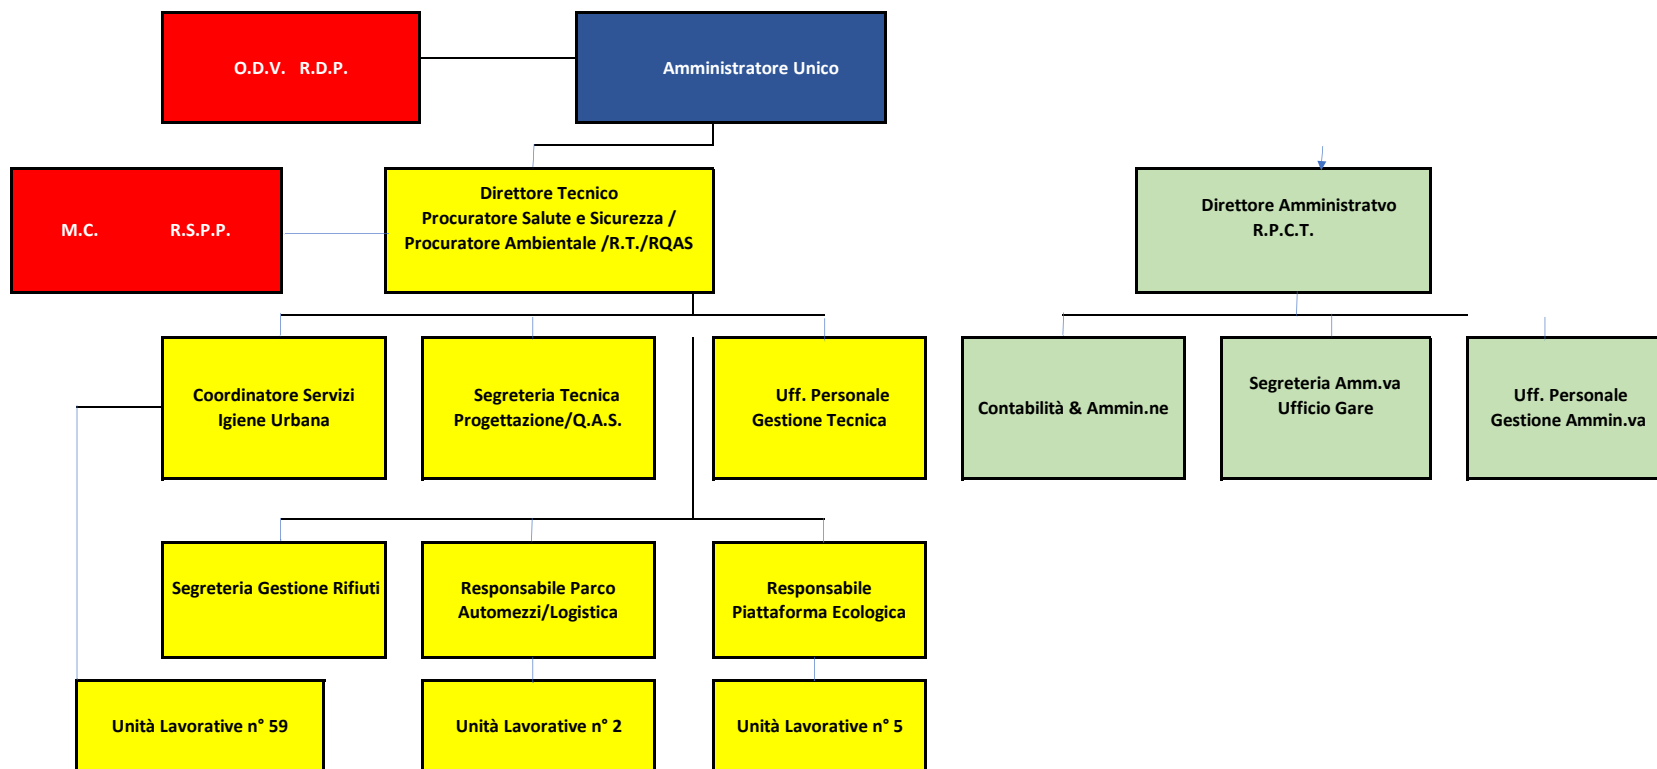 O.D.V. R.D.P.
Amministratore Unico
M.C. R.S.P.P.
Direttore Tecnico
Procuratore Salute e Sicurezza /
Procuratore Ambientale /R.T./RQAS
Direttore Amministratvo
R.P.C.T.
Coordinatore Servizi
Igiene Urbana
Segreteria Tecnica
Progettazione/Q.A.S.
Uff. Personale
Gestione Tecnica
Contabilità & Ammin.ne
Segreteria Amm.va
Ufficio Gare
Uff. Personale
Gestione Ammin.va
Segreteria Gestione Rifiuti
Responsabile Parco
Automezzi/Logistica
Responsabile
Piattaforma Ecologica
Unità Lavorative n° 59
Unità Lavorative n° 2
Unità Lavorative n° 5